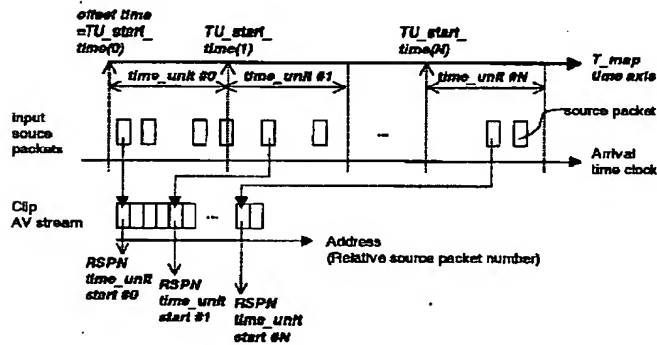 offset time
=TU_start_
time(0)
TU_start_
time(1)
TU_start_
time(N)
T_map
time axis
time_unit #0
time_unit #1
time_unit #N
source packet
input
souce
packets
...
Arrival
time clock
Clip
AV stream
...
Address
(Relative source packet number)
RSPN
time_unit
start #0
RSPN
time_unit
start #1
RSPN
time_unit
start #N